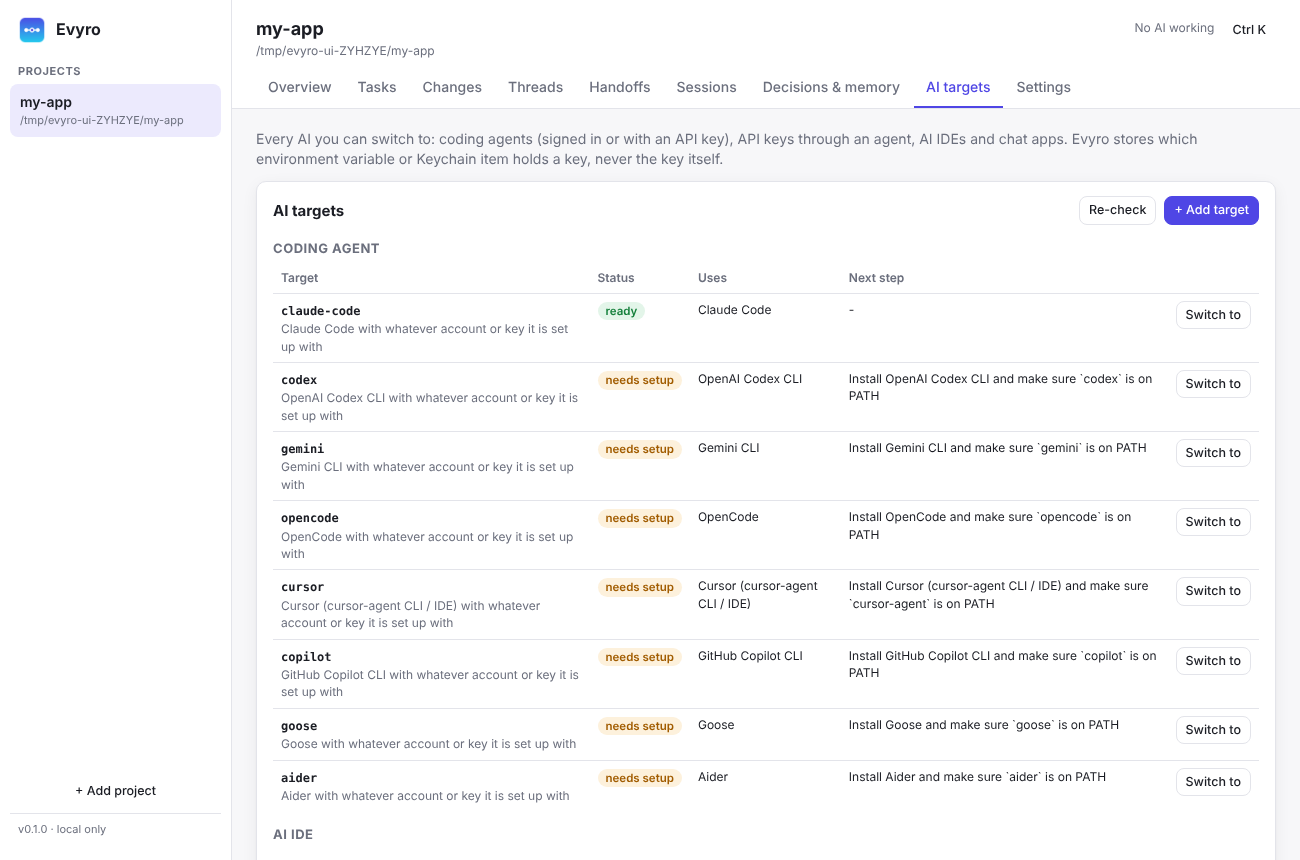 Evyro
PROJECTS
my-app
/tmp/evyro-ui-ZYHZYE/my-app
+ Add project
v0.1.0 · local only
my-app
/tmp/evyro-ui-ZYHZYE/my-app
No AI working
Ctrl K
Overview
Tasks
Changes
Threads
Handoffs
Sessions
Decisions & memory
AI targets
Settings
Every AI you can switch to: coding agents (signed in or with an API key), API keys through an agent, AI IDEs and chat apps. Evyro stores which
environment variable or Keychain item holds a key, never the key itself.
AI targets
Re-check
+ Add target
CODING AGENT
Target Status Uses Next step
claude-code ready Claude Code - Switch to
Claude Code with whatever account or key it is set
up with
codex needs setup OpenAI Codex CLI Install OpenAI Codex CLI and make sure `codex` is on Switch to
OpenAI Codex CLI with whatever account or key it is PATH
set up with
gemini needs setup Gemini CLI Install Gemini CLI and make sure `gemini` is on PATH Switch to
Gemini CLI with whatever account or key it is set up
with
opencode needs setup OpenCode Install OpenCode and make sure `opencode` is on Switch to
OpenCode with whatever account or key it is set up PATH
with
cursor needs setup Cursor (cursor-agent Install Cursor (cursor-agent CLI / IDE) and make sure Switch to
Cursor (cursor-agent CLI / IDE) with whatever CLI / IDE) `cursor-agent` is on PATH
account or key it is set up with
copilot needs setup GitHub Copilot CLI Install GitHub Copilot CLI and make sure `copilot` is on Switch to
GitHub Copilot CLI with whatever account or key it is PATH
set up with
goose needs setup Goose Install Goose and make sure `goose` is on PATH Switch to
Goose with whatever account or key it is set up with
aider needs setup Aider Install Aider and make sure `aider` is on PATH Switch to
Aider with whatever account or key it is set up with
AI IDE